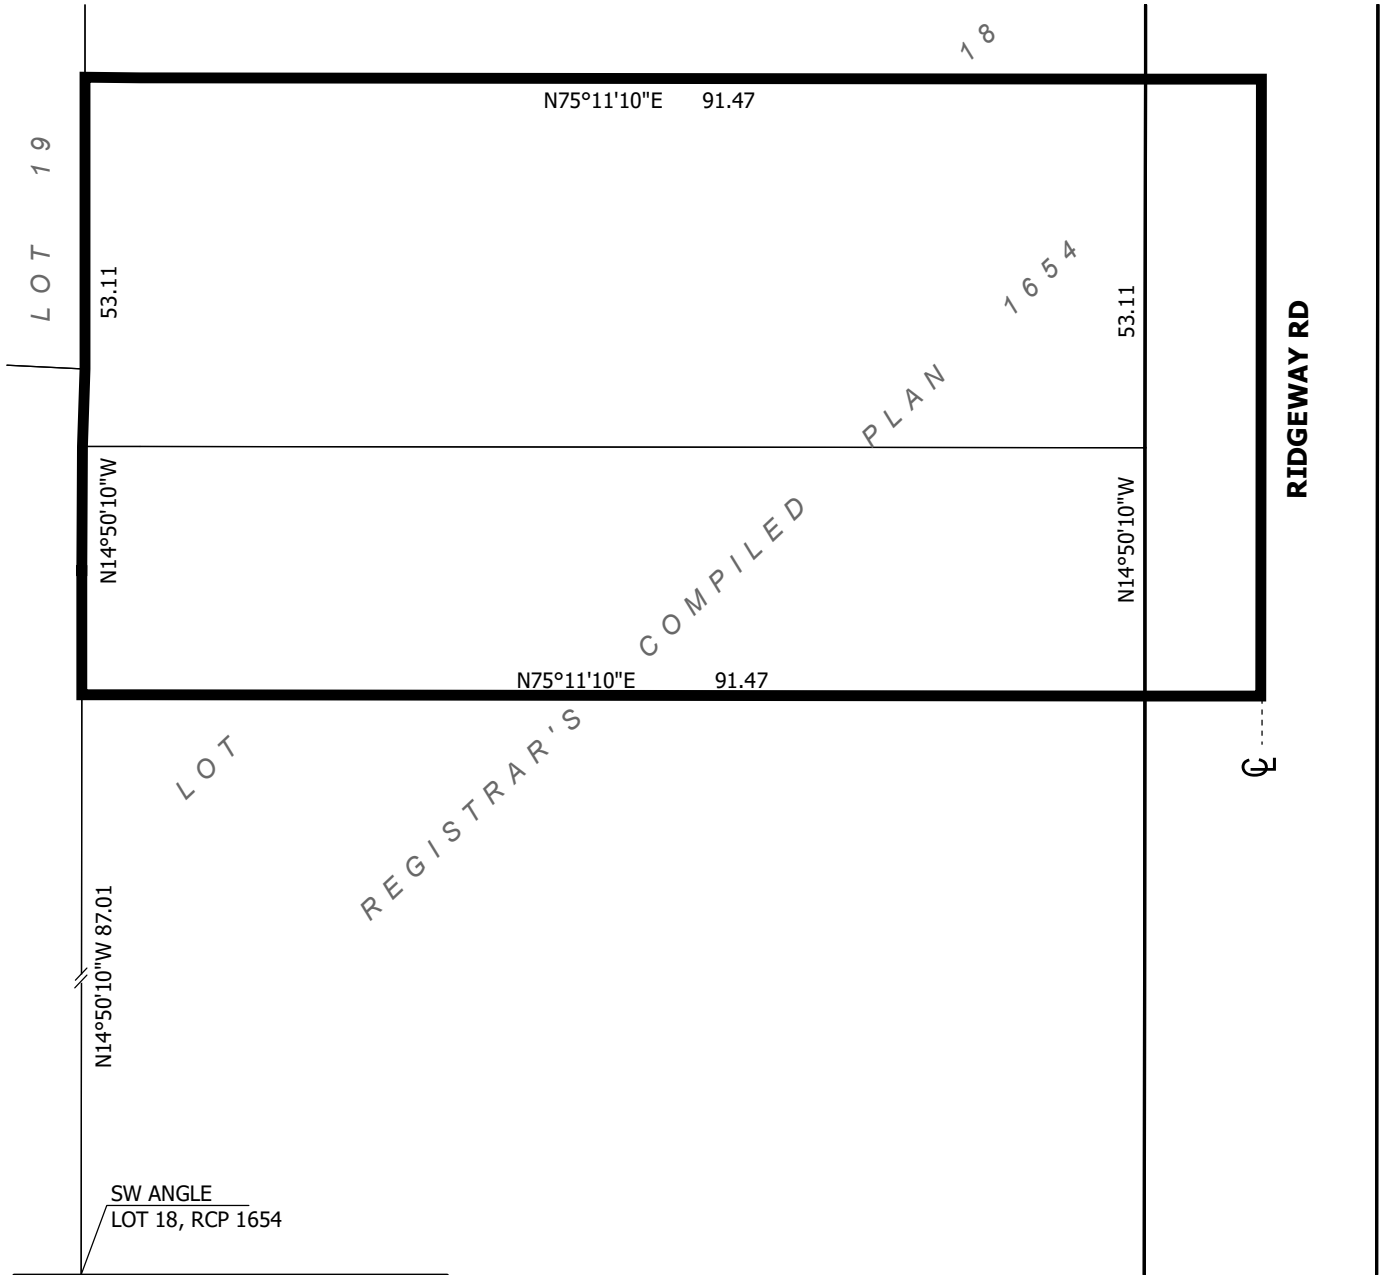 18
N75°11'10"E 91.47
LOT 19
53.11
1654
53.11
RIDGEWAY RD
PLAN
N14°50'10"W
N14°50'10"W
COMPILED
N75°11'10"E 91.47
REGISTRAR'S
LOT
CL
N14°50'10"W 87.01
SW ANGLE
LOT 18, RCP 1654